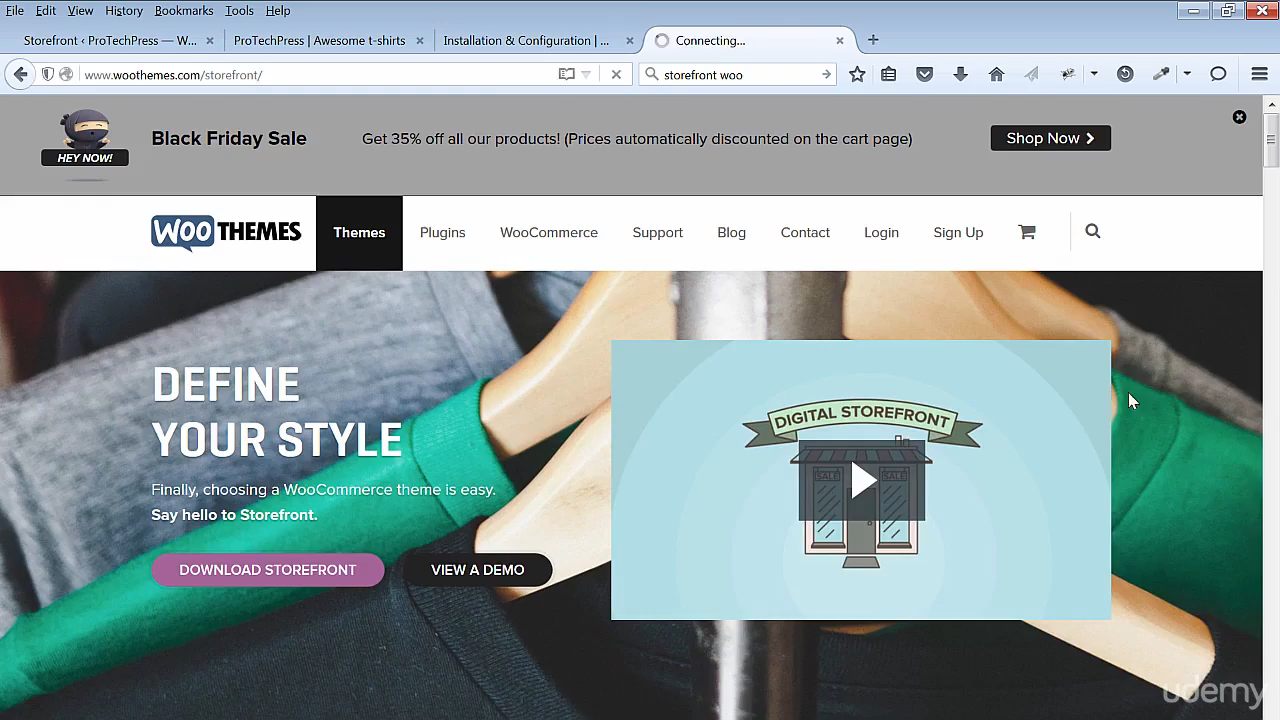 File Edit View History Bookmarks Tools Help
Storefront ‹ ProTechPress — W... ProTechPress | Awesome t-shirts Installation & Configuration | ... Connecting...
www.woothemes.com/storefront/ storefront woo
HEY NOW! Black Friday Sale Get 35% off all our products! (Prices automatically discounted on the cart page) Shop Now
WOOTHEMES Themes Plugins WooCommerce Support Blog Contact Login Sign Up
DEFINE
YOUR STYLE
Finally, choosing a WooCommerce theme is easy.
Say hello to Storefront.
DOWNLOAD STOREFRONT VIEW A DEMO
DIGITAL STOREFRONT
SALE SALE
udemy